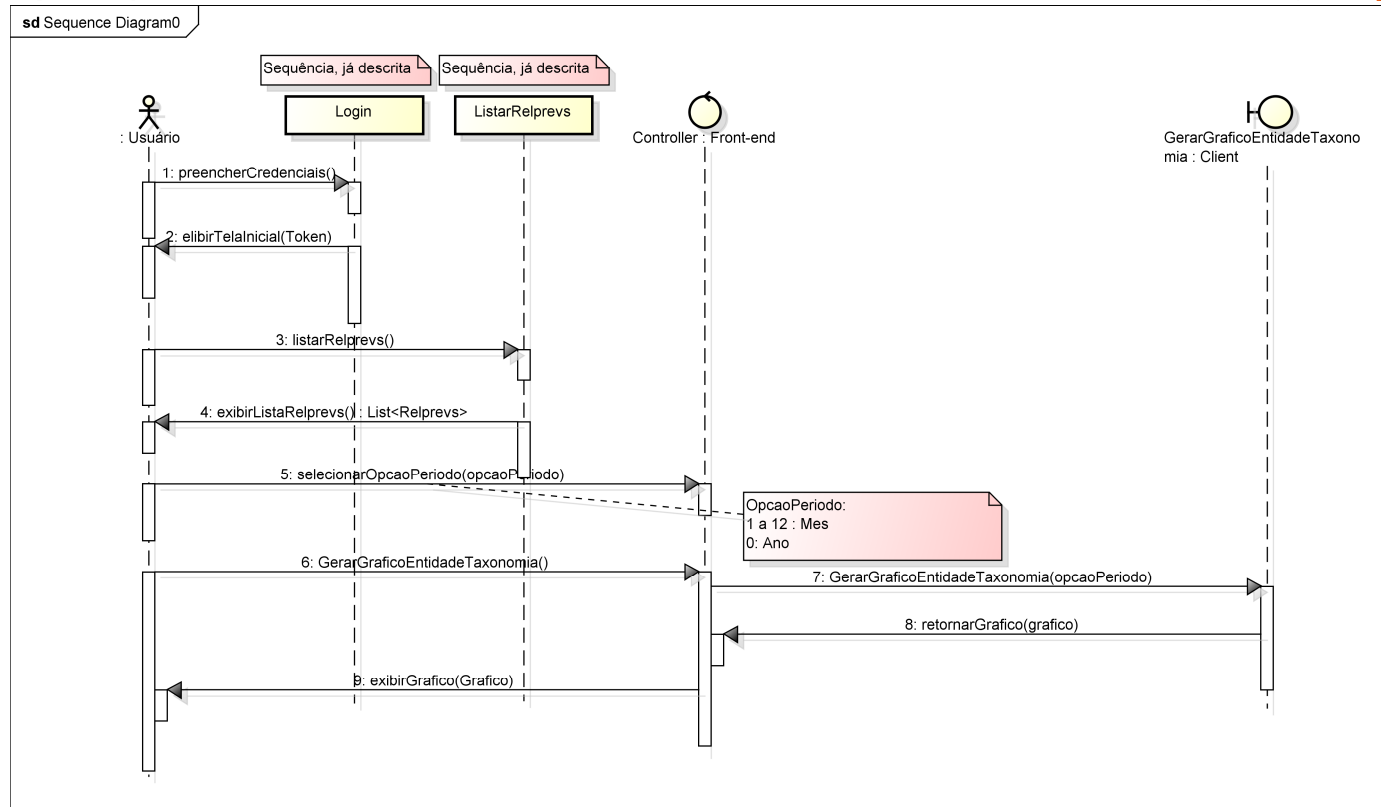 sd Sequence Diagram0
Sequência, já descrita
Sequência, já descrita
Login
ListarRelprevs
: Usuário
Controller : Front-end
GerarGraficoEntidadeTaxono
mia : Client
1: preencherCredenciais()
2: elibirTelaInicial(Token)
3: listarRelprevs()
4: exibirListaRelprevs() : List<Relprevs>
5: selecionarOpcaoPeriodo(opcaoPeriodo)
OpcaoPeriodo:
1 a 12 : Mes
0: Ano
6: GerarGraficoEntidadeTaxonomia()
7: GerarGraficoEntidadeTaxonomia(opcaoPeriodo)
8: retornarGrafico(grafico)
9: exibirGrafico(Grafico)